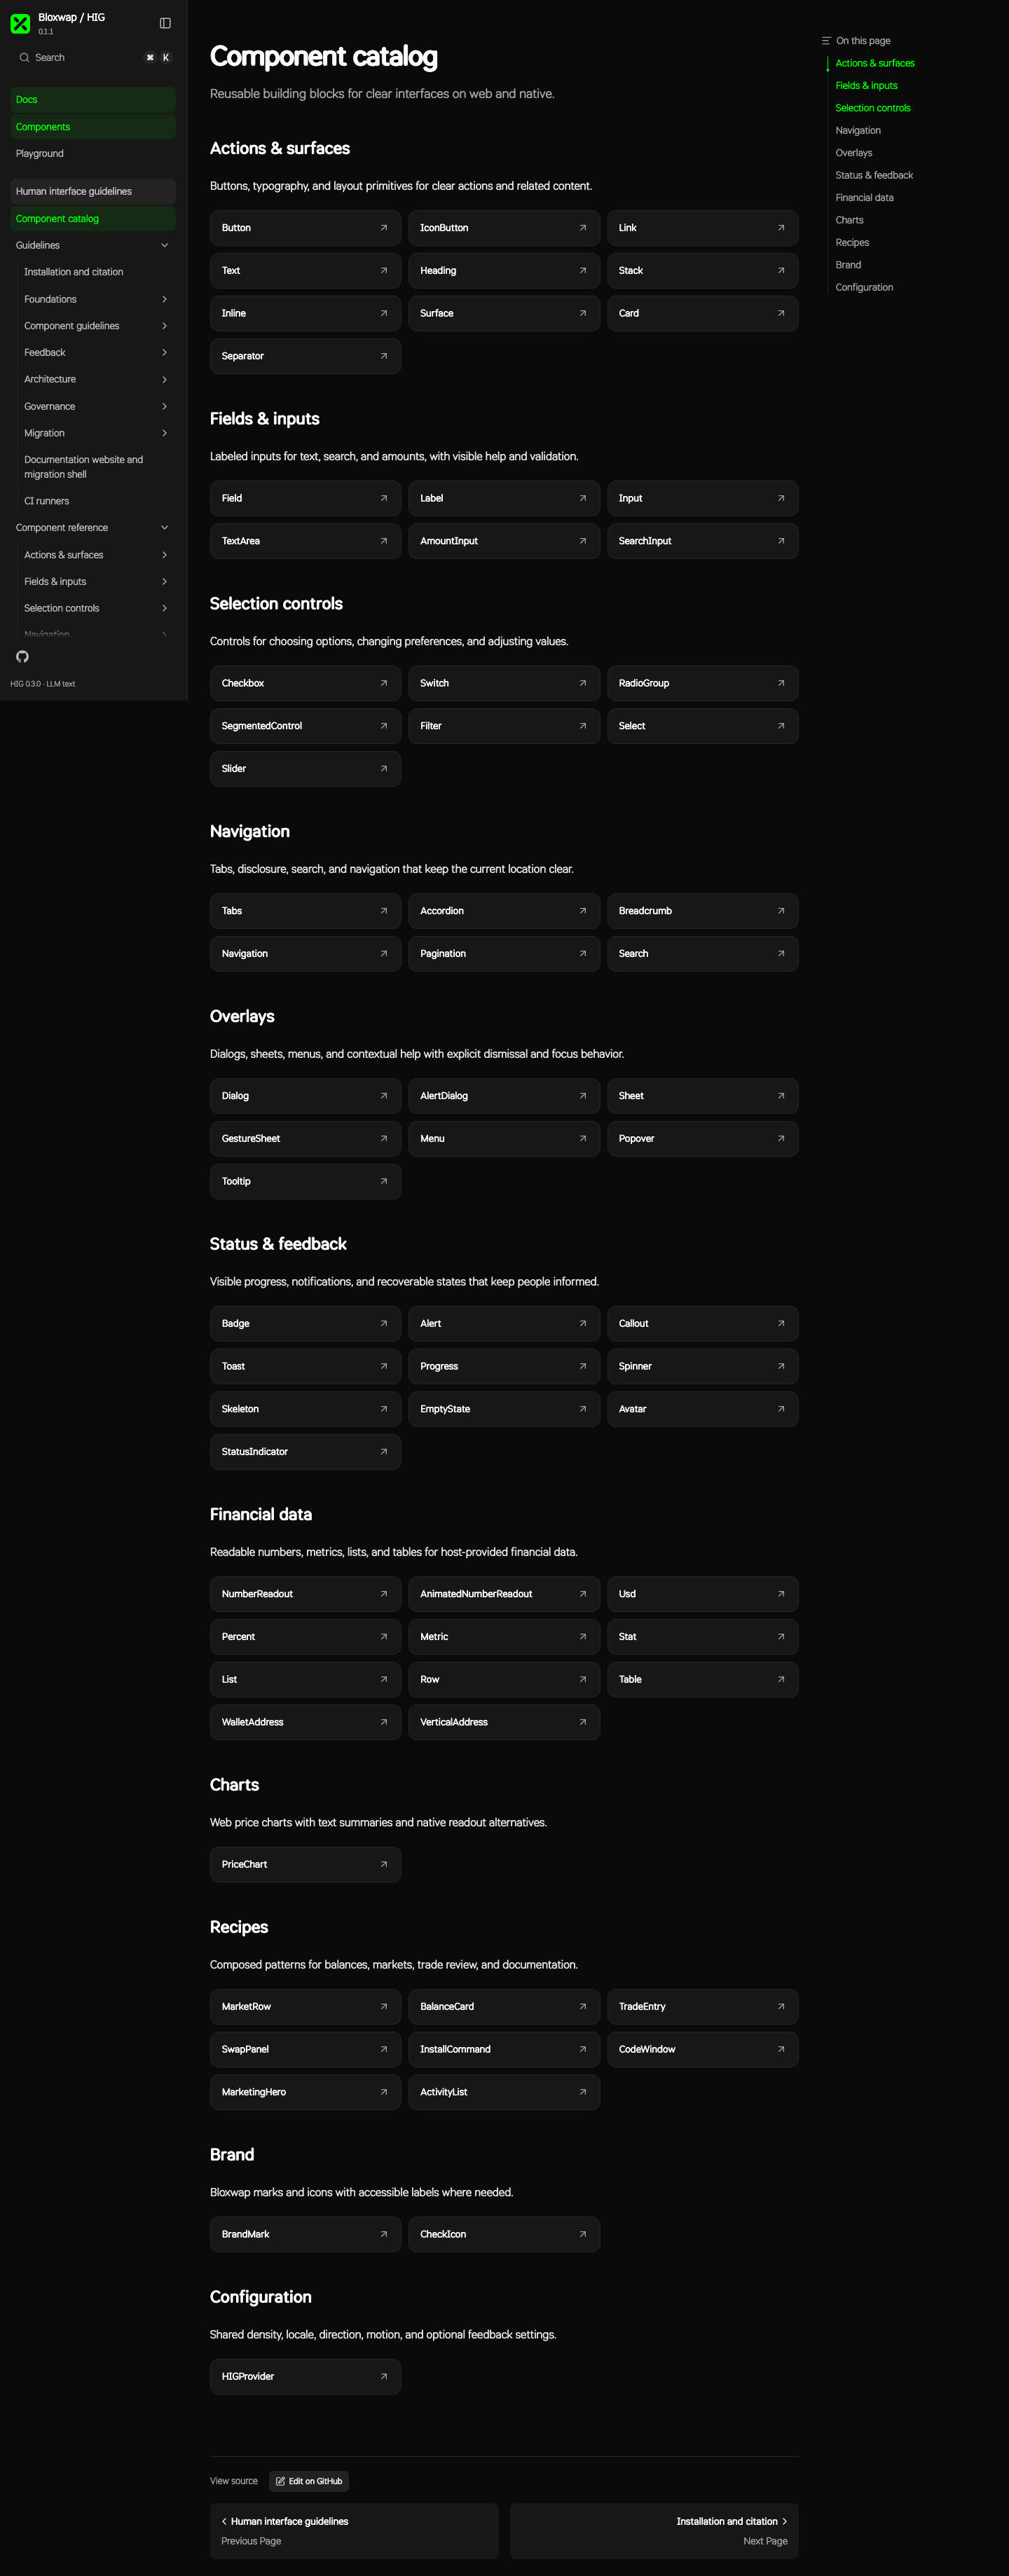 Bloxwap / HIG
0.1.1
Search
⌘ K
Docs
Components
Playground
Human interface guidelines
Component catalog
Guidelines
Installation and citation
Foundations
Component guidelines
Feedback
Architecture
Governance
Migration
Documentation website and
migration shell
CI runners
Component reference
Actions & surfaces
Fields & inputs
Selection controls
Navigation
HIG 0.3.0 · LLM text
Component catalog
Reusable building blocks for clear interfaces on web and native.
Actions & surfaces
Buttons, typography, and layout primitives for clear actions and related content.
Button
IconButton
Link
Text
Heading
Stack
Inline
Surface
Card
Separator
Fields & inputs
Labeled inputs for text, search, and amounts, with visible help and validation.
Field
Label
Input
TextArea
AmountInput
SearchInput
Selection controls
Controls for choosing options, changing preferences, and adjusting values.
Checkbox
Switch
RadioGroup
SegmentedControl
Filter
Select
Slider
Navigation
Tabs, disclosure, search, and navigation that keep the current location clear.
Tabs
Accordion
Breadcrumb
Navigation
Pagination
Search
Overlays
Dialogs, sheets, menus, and contextual help with explicit dismissal and focus behavior.
Dialog
AlertDialog
Sheet
GestureSheet
Menu
Popover
Tooltip
Status & feedback
Visible progress, notifications, and recoverable states that keep people informed.
Badge
Alert
Callout
Toast
Progress
Spinner
Skeleton
EmptyState
Avatar
StatusIndicator
Financial data
Readable numbers, metrics, lists, and tables for host-provided financial data.
NumberReadout
AnimatedNumberReadout
Usd
Percent
Metric
Stat
List
Row
Table
WalletAddress
VerticalAddress
Charts
Web price charts with text summaries and native readout alternatives.
PriceChart
Recipes
Composed patterns for balances, markets, trade review, and documentation.
MarketRow
BalanceCard
TradeEntry
SwapPanel
InstallCommand
CodeWindow
MarketingHero
ActivityList
Brand
Bloxwap marks and icons with accessible labels where needed.
BrandMark
CheckIcon
Configuration
Shared density, locale, direction, motion, and optional feedback settings.
HIGProvider
View source
Edit on GitHub
Human interface guidelines
Previous Page
Installation and citation
Next Page
On this page
Actions & surfaces
Fields & inputs
Selection controls
Navigation
Overlays
Status & feedback
Financial data
Charts
Recipes
Brand
Configuration